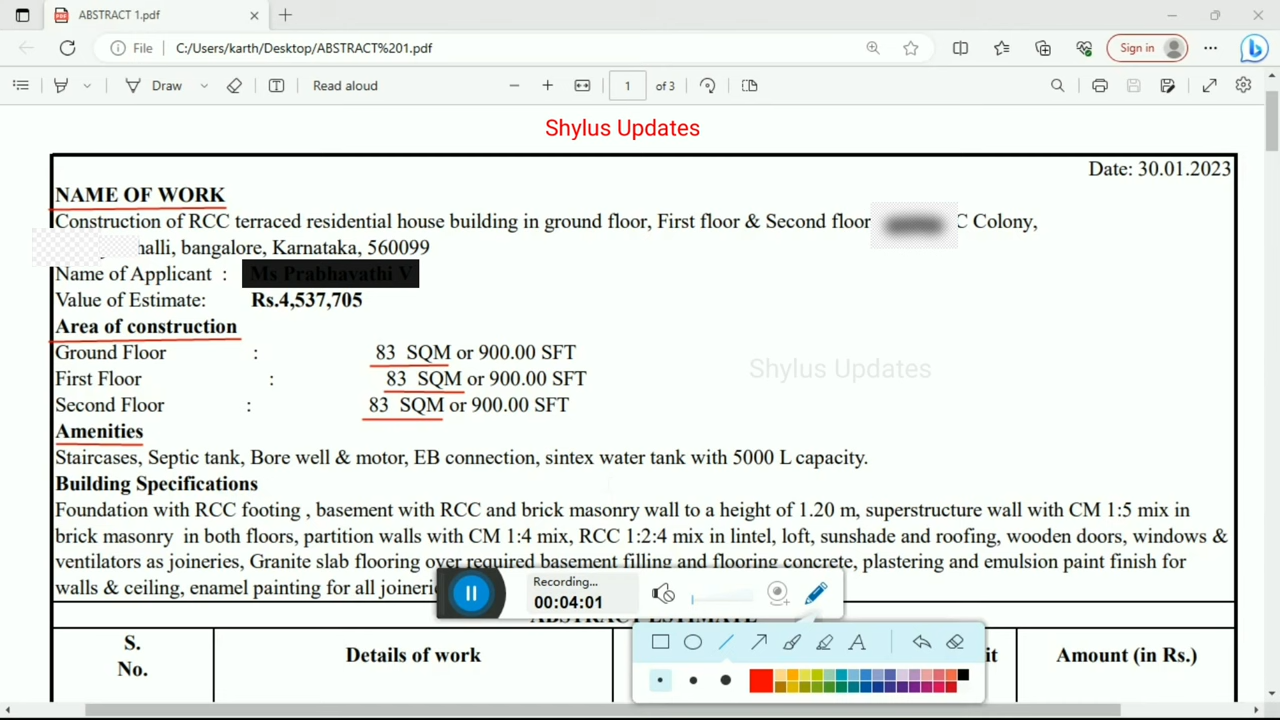 ABSTRACT 1.pdf
File C:/Users/karth/Desktop/ABSTRACT%201.pdf Sign in
Draw Read aloud 1 of 3
Shylus Updates
Date: 30.01.2023
NAME OF WORK
Construction of RCC terraced residential house building in ground floor, First floor & Second floor C Colony,
halli, bangalore, Karnataka, 560099
Name of Applicant : Ms Prabhavathi V
Value of Estimate: Rs.4,537,705
Area of construction
Ground Floor : 83 SQM or 900.00 SFT
First Floor : 83 SQM or 900.00 SFT
Shylus Updates
Second Floor : 83 SQM or 900.00 SFT
Amenities
Staircases, Septic tank, Bore well & motor, EB connection, sintex water tank with 5000 L capacity.
Building Specifications
Foundation with RCC footing , basement with RCC and brick masonry wall to a height of 1.20 m, superstructure wall with CM 1:5 mix in
brick masonry in both floors, partition walls with CM 1:4 mix, RCC 1:2:4 mix in lintel, loft, sunshade and roofing, wooden doors, windows &
ventilators as joineries, Granite slab flooring over required basement filling and flooring concrete, plastering and emulsion paint finish for
walls & ceiling, enamel painting for all
Recording...
00:04:01
ABSTRACT ESTIMATE
S.
No.
Details of work
Amount (in Rs.)